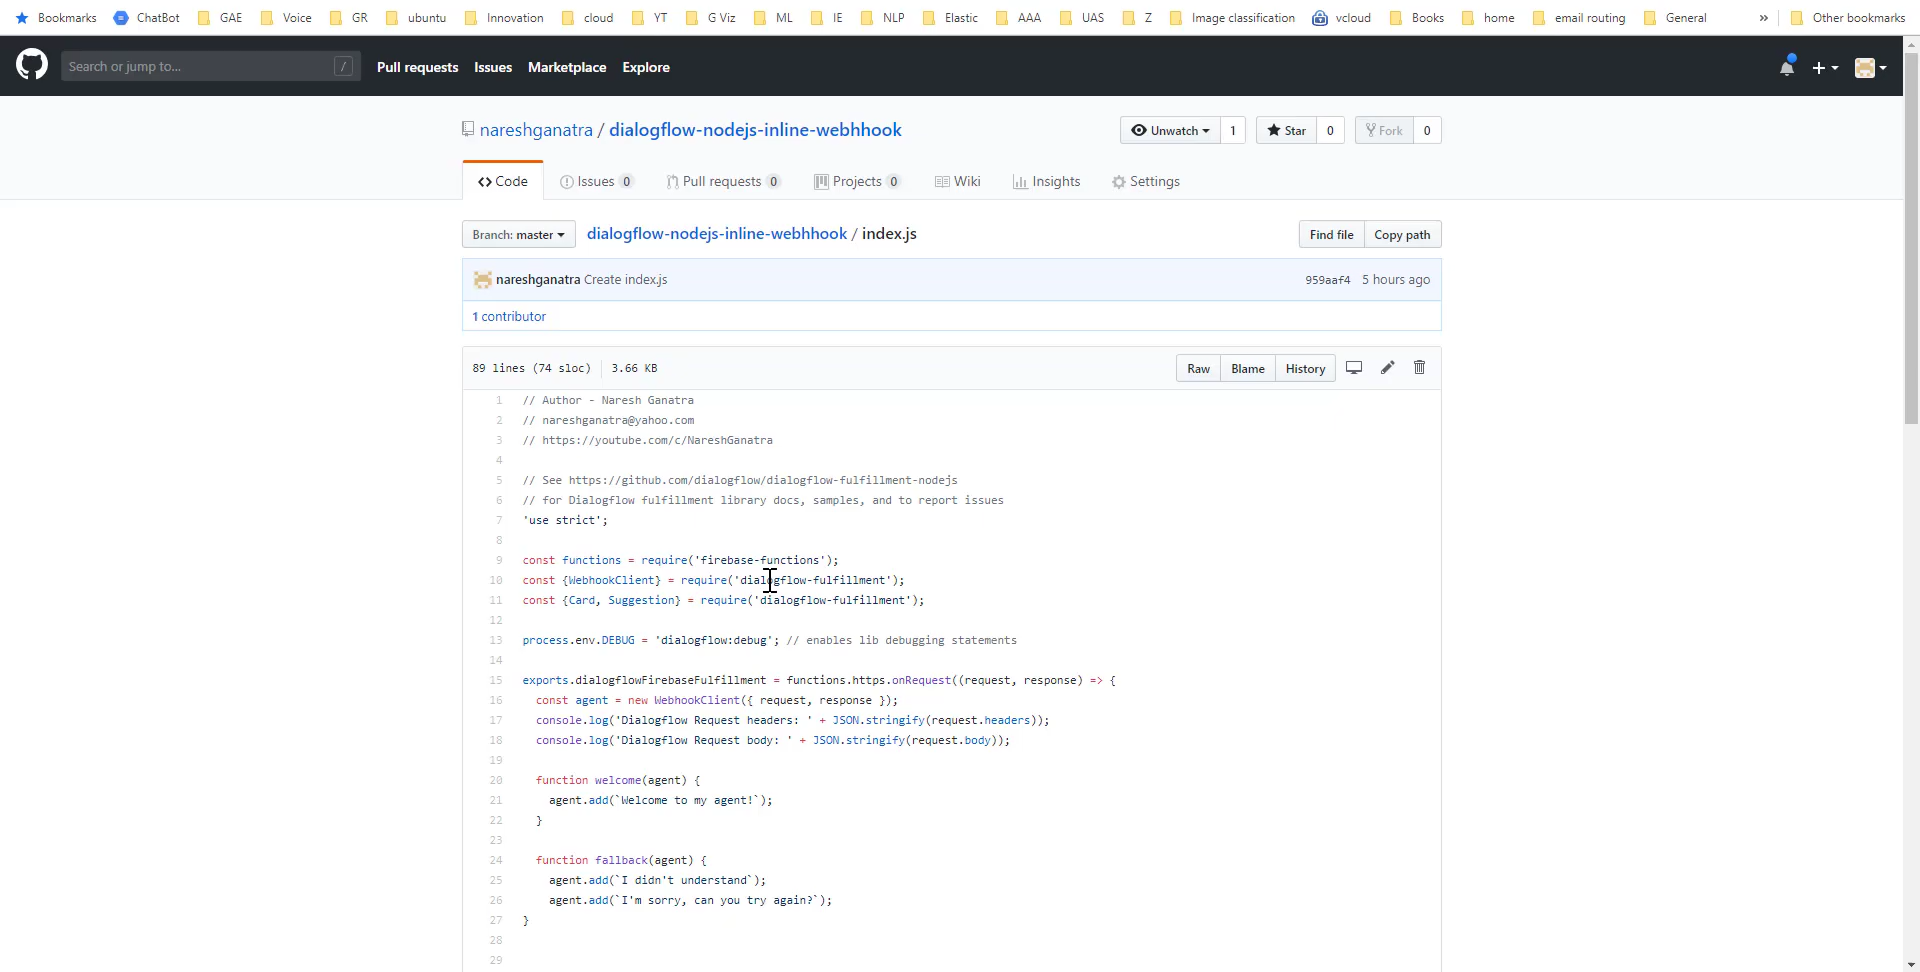 Bookmarks ChatBot GAE Voice GR ubuntu Innovation cloud YT G Viz ML IE NLP Elastic AAA UAS Z Image classification vcloud Books home email routing General » Other bookmarks
Search or jump to... / Pull requests Issues Marketplace Explore
nareshganatra / dialogflow-nodejs-inline-webhhook Unwatch 1 Star 0 Fork 0
Code Issues 0 Pull requests 0 Projects 0 Wiki Insights Settings
Branch: master dialogflow-nodejs-inline-webhhook / index.js Find file Copy path
nareshganatra Create index.js 959aaf4 5 hours ago
1 contributor
89 lines (74 sloc) 3.66 KB Raw Blame History
1 // Author - Naresh Ganatra
2 // nareshganatra@yahoo.com
3 // https://youtube.com/c/NareshGanatra
4
5 // See https://github.com/dialogflow/dialogflow-fulfillment-nodejs
6 // for Dialogflow fulfillment library docs, samples, and to report issues
7 'use strict';
8
9 const functions = require('firebase-functions');
10 const {WebhookClient} = require('dialogflow-fulfillment');
11 const {Card, Suggestion} = require('dialogflow-fulfillment');
12
13 process.env.DEBUG = 'dialogflow:debug'; // enables lib debugging statements
14
15 exports.dialogflowFirebaseFulfillment = functions.https.onRequest((request, response) => {
16 const agent = new WebhookClient({ request, response });
17 console.log('Dialogflow Request headers: ' + JSON.stringify(request.headers));
18 console.log('Dialogflow Request body: ' + JSON.stringify(request.body));
19
20 function welcome(agent) {
21 agent.add(`Welcome to my agent!`);
22 }
23
24 function fallback(agent) {
25 agent.add(`I didn't understand`);
26 agent.add(`I'm sorry, can you try again?`);
27 }
28
29